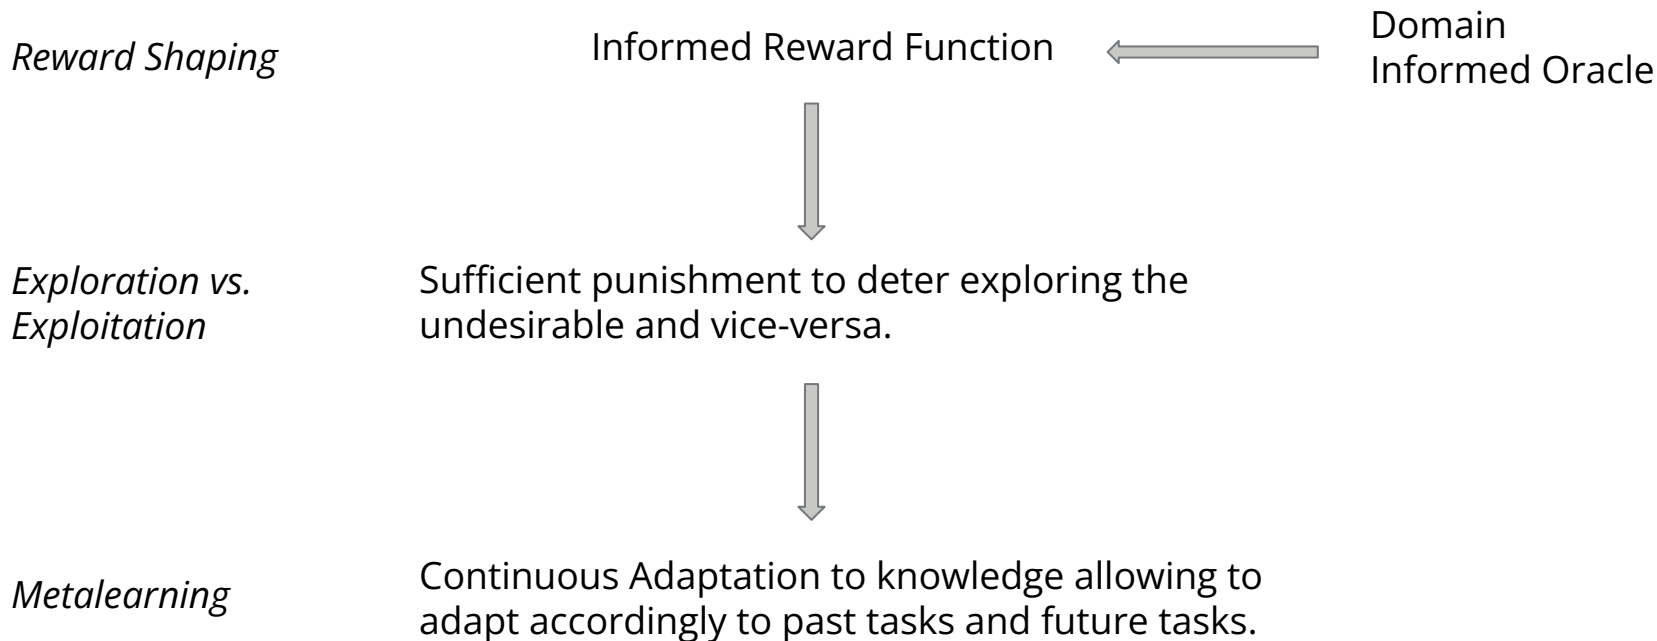 Reward Shaping
Informed Reward Function
Domain
Informed Oracle
Exploration vs.
Exploitation
Sufficient punishment to deter exploring the
undesirable and vice-versa.
Metalearning
Continuous Adaptation to knowledge allowing to
adapt accordingly to past tasks and future tasks.